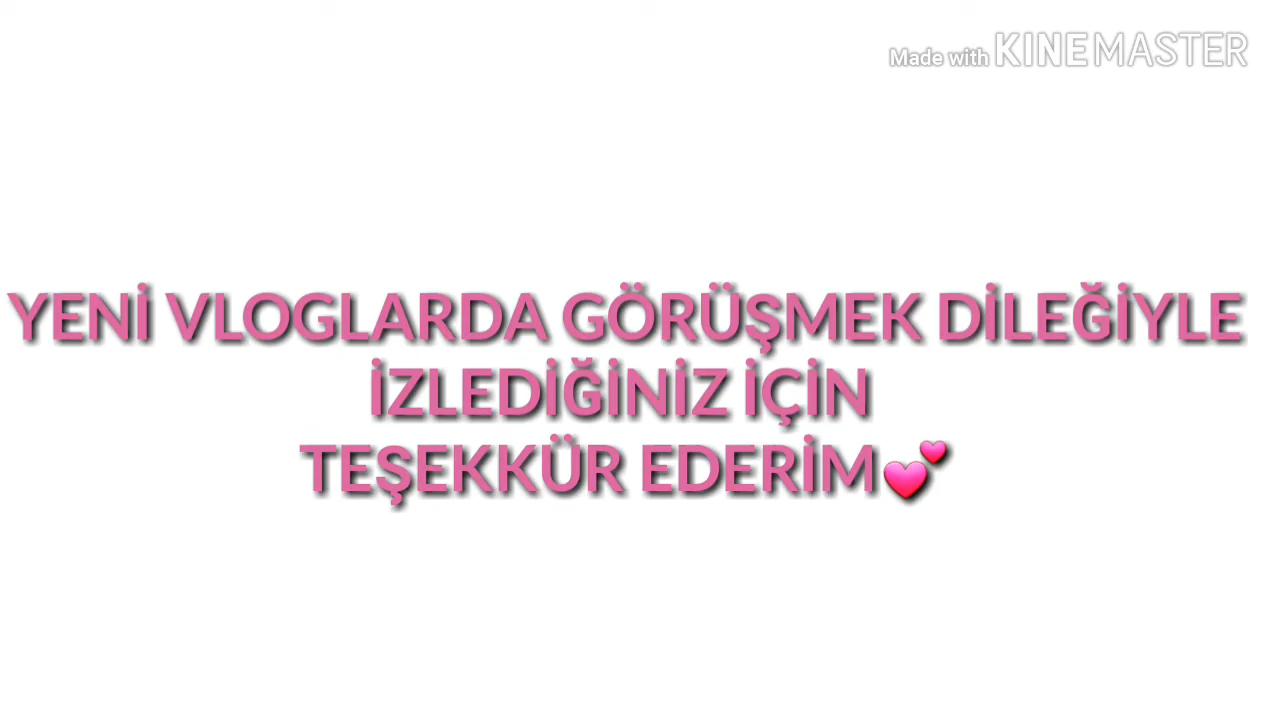 Made with KINEMASTER
YENİ VLOGLARDA GÖRÜŞMEK DİLEĞİYLE
İZLEDİĞİNİZ İÇİN
TEŞEKKÜR EDERİM💕